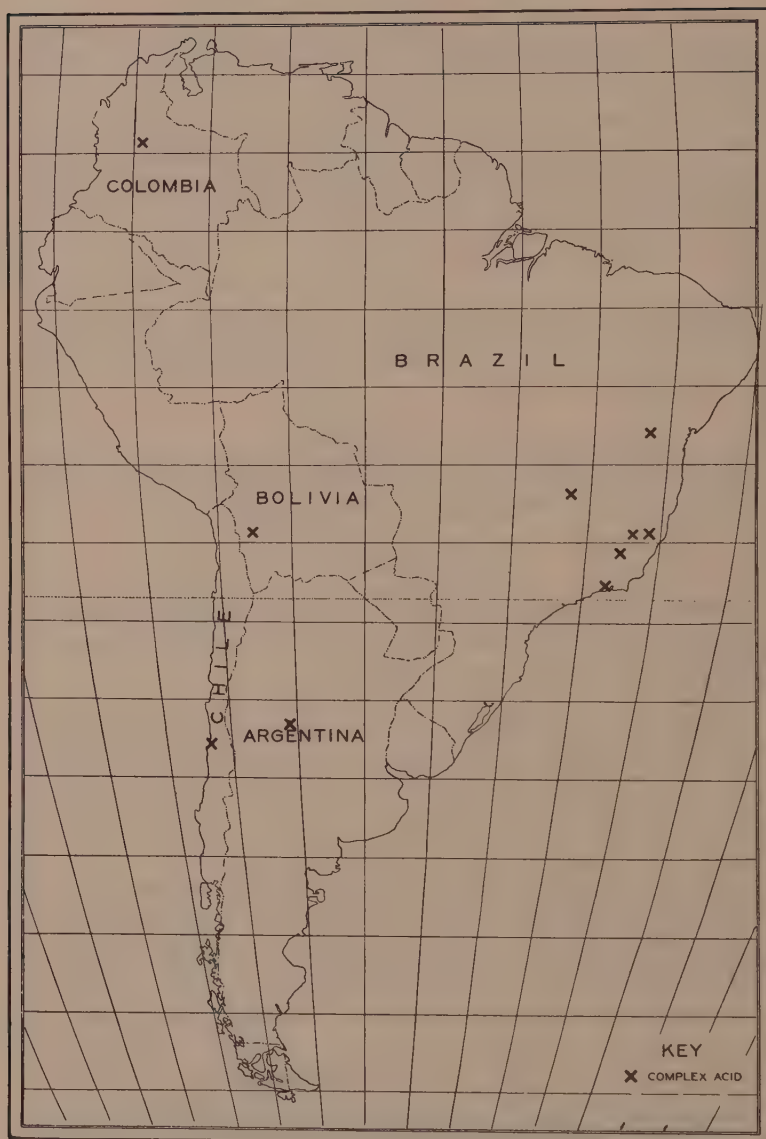 COLOMBIA
B R A Z I L
BOLIVIA
CHILE
ARGENTINA
KEY
X COMPLEX ACID